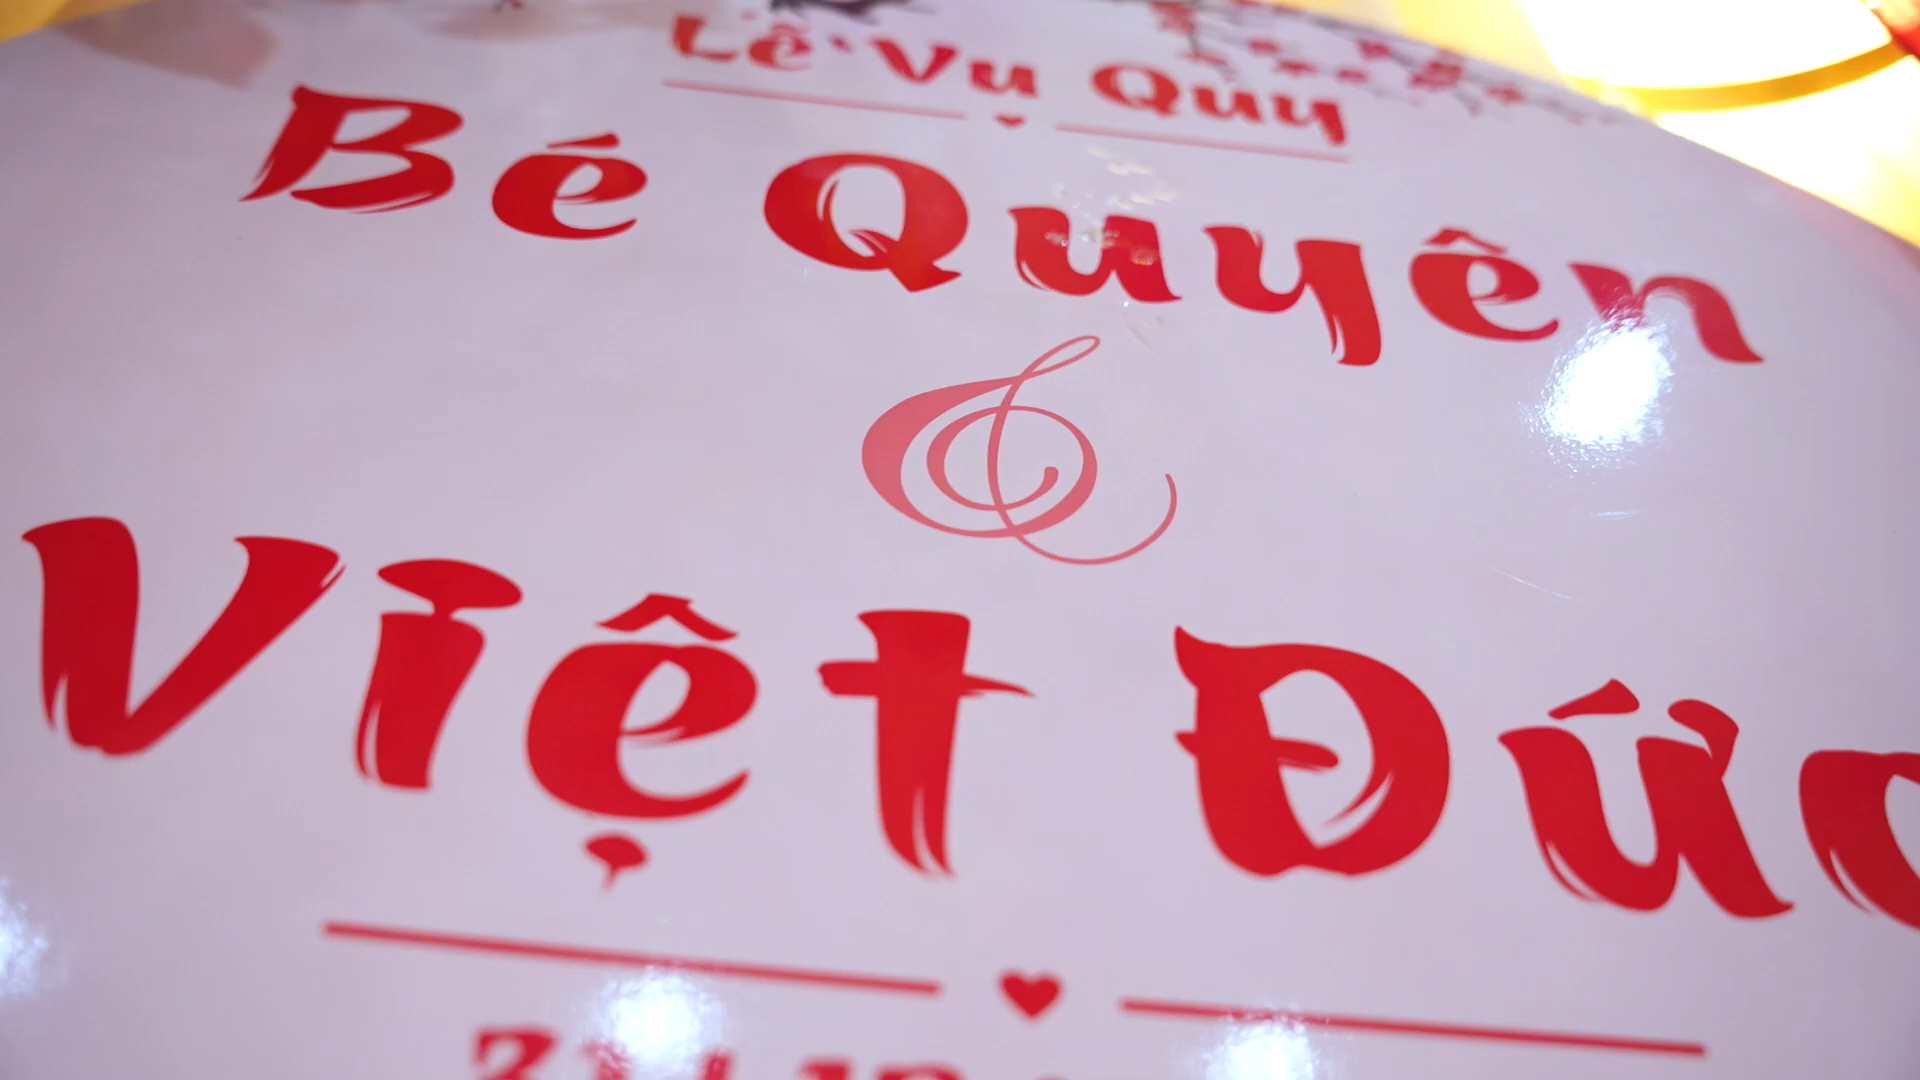 Lễ Vu Quy
Bé Quyên
&
Việt Đức